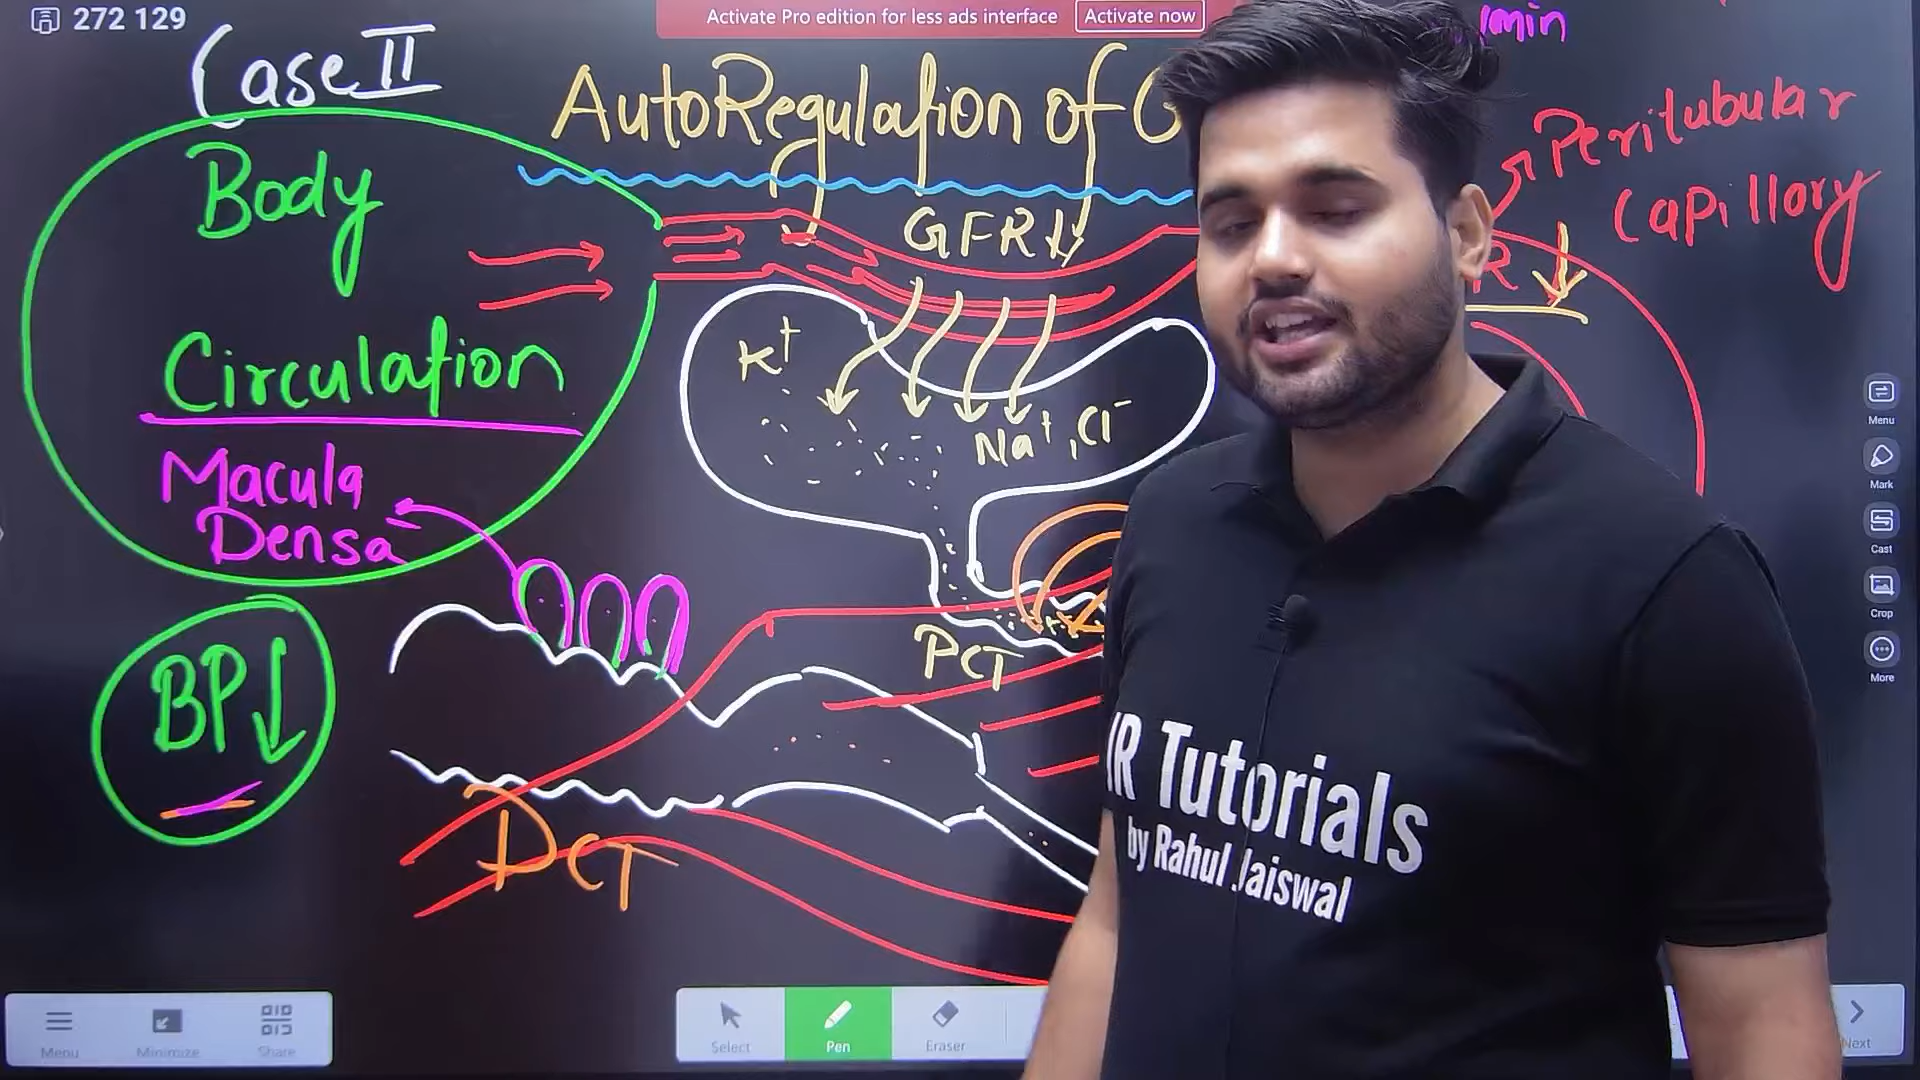 272 129
Activate Pro edition for less ads interface
Activate now
/min
Case II
AutoRegulation of G
Peritubular
Capillory
Body
GFR↓
R↓
Circulation
K+
Na+, Cl-
Macula
Densa
BP↓
PCT
DCT
IR Tutorials
by Rahul Jaiswal
Menu
Mark
Cast
Crop
More
Menu
Minimize
Share
Select
Pen
Eraser
Next